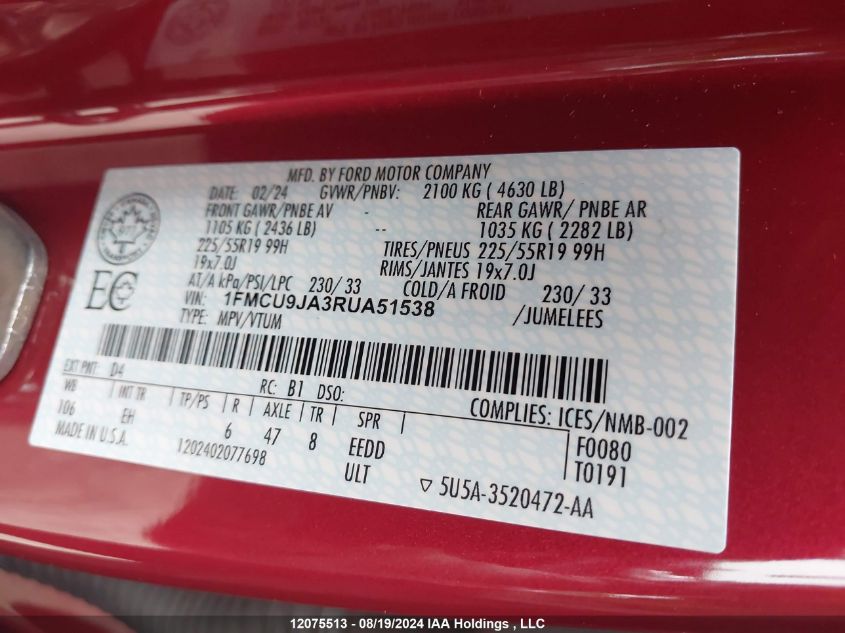 MFD. BY FORD MOTOR COMPANY
DATE: 02/24 GVWR/PNBV: 2100 KG ( 4630 LB)
FRONT GAWR/PNBE AV - REAR GAWR/ PNBE AR
1105 KG ( 2436 LB) -- 1035 KG ( 2282 LB)
225/55R19 99H TIRES/PNEUS 225/55R19 99H
19x7.0J RIMS/JANTES 19x7.0J
AT/A kPa/PSI/LPC 230/ 33 COLD/A FROID 230/ 33
VIN: 1FMCU9JA3RUA51538 /JUMELEES
TYPE: MPV/VTUM
EC
EXT PNT: D4 RC: B1 DSO: COMPLIES: ICES/NMB-002
WB INT TR TP/PS R AXLE TR SPR F0080
106 EH 6 47 8 EEDD T0191
MADE IN U.S.A. 1202402077698 ULT
▽ 5U5A-3520472-AA
12075513 - 08/19/2024 IAA Holdings , LLC